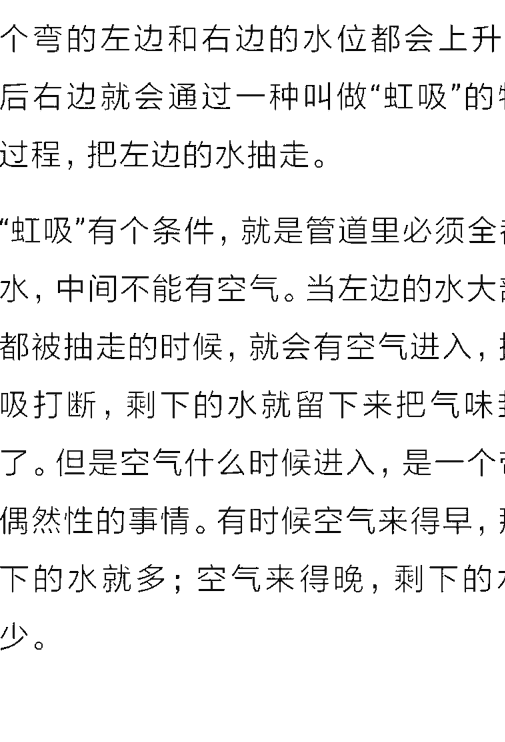 个弯的左边和右边的水位都会上升
后右边就会通过一种叫做“虹吸”的
过程，把左边的水抽走。
“虹吸”有个条件，就是管道里必须全
水，中间不能有空气。当左边的水大
都被抽走的时候，就会有空气进入，
吸打断，剩下的水就留下来把气味
了。但是空气什么时候进入，是一个
偶然性的事情。有时候空气来得早，
下的水就多；空气来得晚，剩下的
少。